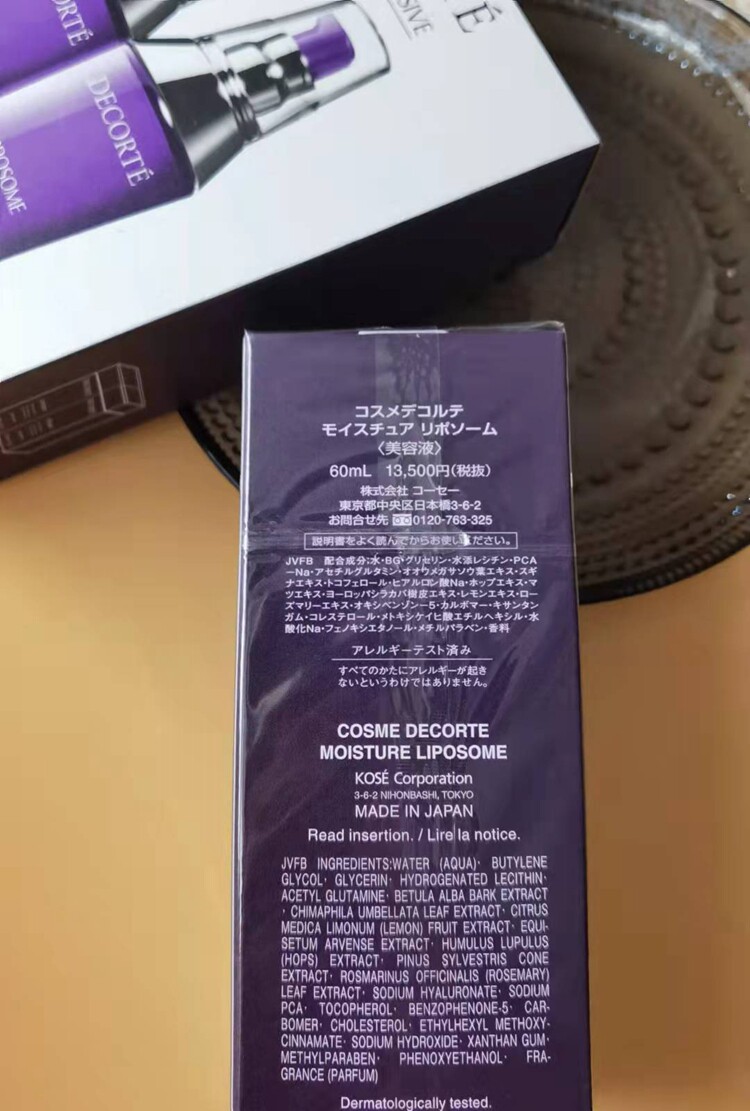 ORTÉ
DECORTÉ
POSOME
SIVE
É
コスメデコルテ
モイスチュア リポソーム
〈美容液〉
60mL 13,500円(税抜)
株式会社 コーセー
東京都中央区日本橋3-6-2
お問合せ先 0120-763-325
説明書をよく読んでからお使いください。
JVFB 配合成分:水・BG・グリセリン・水添レシチン・PCA
ーNa・アセチルグルタミン・オオウメガサソウ葉エキス・スギ
ナエキス・トコフェロール・ヒアルロン酸Na・ホップエキス・マ
ツエキス・ヨーロッパシラカバ樹皮エキス・レモンエキス・ロー
ズマリーエキス・オキシベンゾン-5・カルボマー・キサンタン
ガム・コレステロール・メトキシケイヒ酸エチルヘキシル・水
酸化Na・フェノキシエタノール・メチルパラベン・香料
アレルギーテスト済み
すべてのかたにアレルギーが起き
ないというわけではありません。
COSME DECORTE
MOISTURE LIPOSOME
KOSÉ Corporation
3-6-2 NIHONBASHI, TOKYO
MADE IN JAPAN
Read insertion. / Lire la notice.
JVFB INGREDIENTS:WATER (AQUA)· BUTYLENE
GLYCOL· GLYCERIN· HYDROGENATED LECITHIN·
ACETYL GLUTAMINE· BETULA ALBA BARK EXTRACT
· CHIMAPHILA UMBELLATA LEAF EXTRACT· CITRUS
MEDICA LIMONUM (LEMON) FRUIT EXTRACT· EQUI-
SETUM ARVENSE EXTRACT· HUMULUS LUPULUS
(HOPS) EXTRACT· PINUS SYLVESTRIS CONE
EXTRACT· ROSMARINUS OFFICINALIS (ROSEMARY)
LEAF EXTRACT· SODIUM HYALURONATE· SODIUM
PCA· TOCOPHEROL· BENZOPHENONE-5· CAR-
BOMER· CHOLESTEROL· ETHYLHEXYL METHOXY-
CINNAMATE· SODIUM HYDROXIDE· XANTHAN GUM·
METHYLPARABEN· PHENOXYETHANOL· FRA-
GRANCE (PARFUM)
Dermatologically tested.